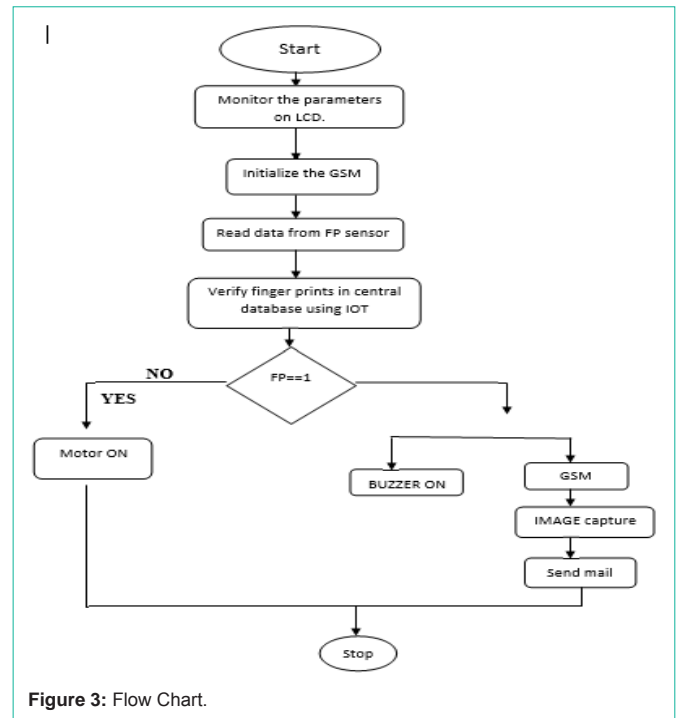 Start
Monitor the parameters
on LCD.
Initialize the GSM
Read data from FP sensor
Verify finger prints in central
database using IOT
FP==1
NO
YES
Motor ON
BUZZER ON
GSM
IMAGE capture
Send mail
Stop
Figure 3: Flow Chart.